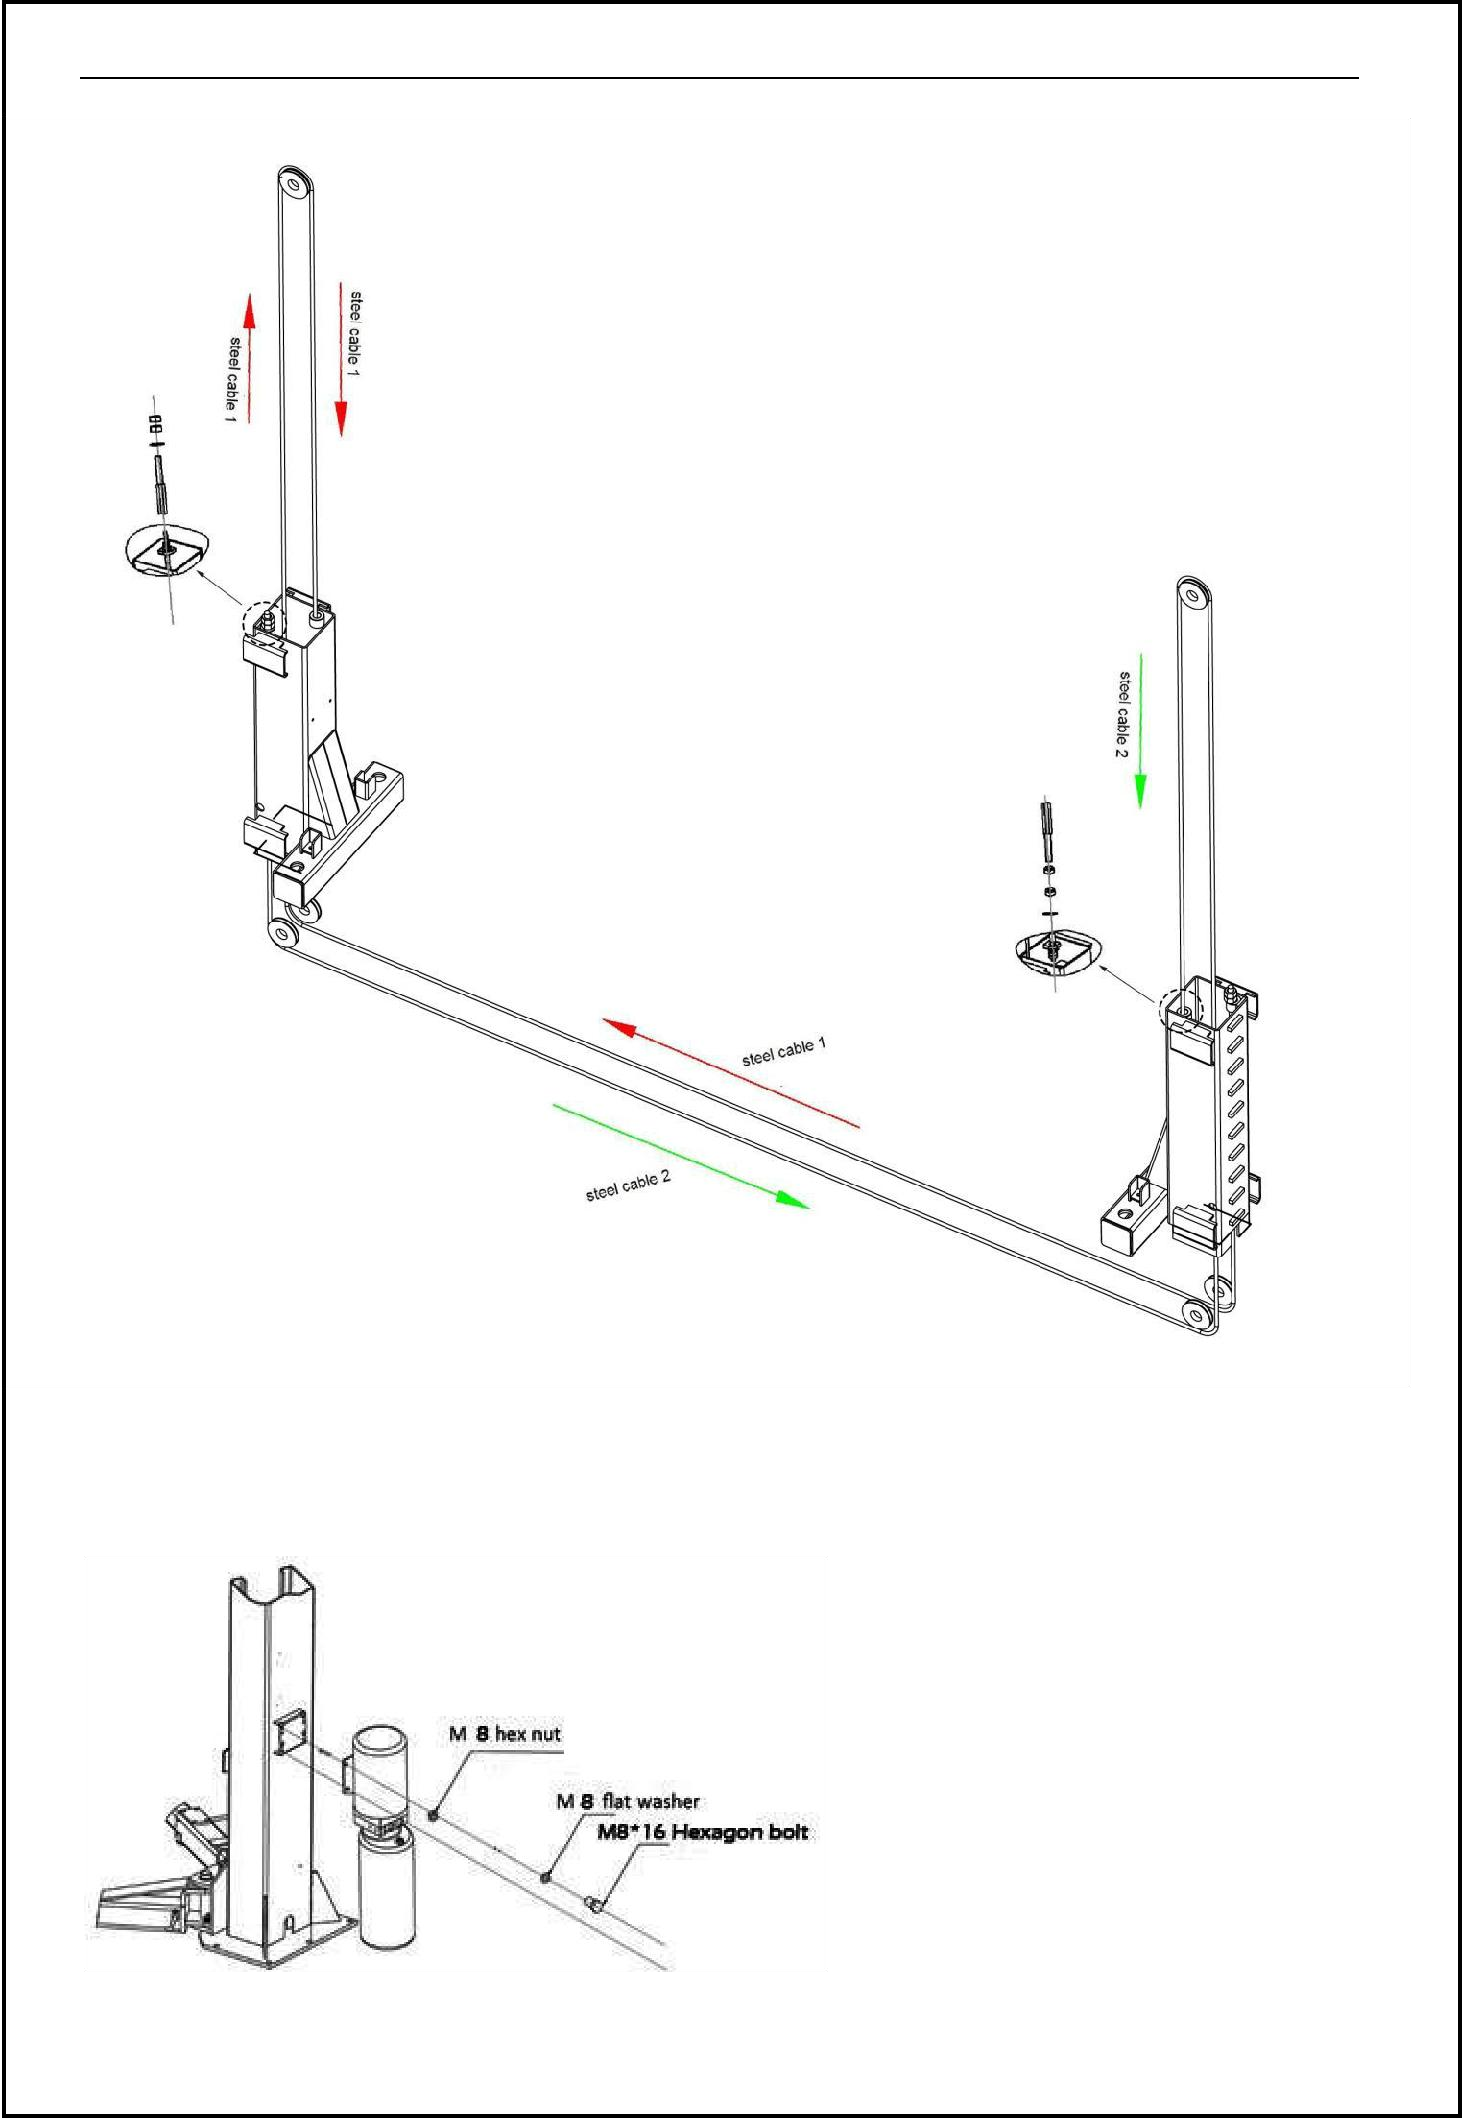 steel cable 1
steel cable 1
steel cable 2
steel cable 1
steel cable 2
M 8 hex nut
M 8 flat washer
M8*16 Hexagon bolt